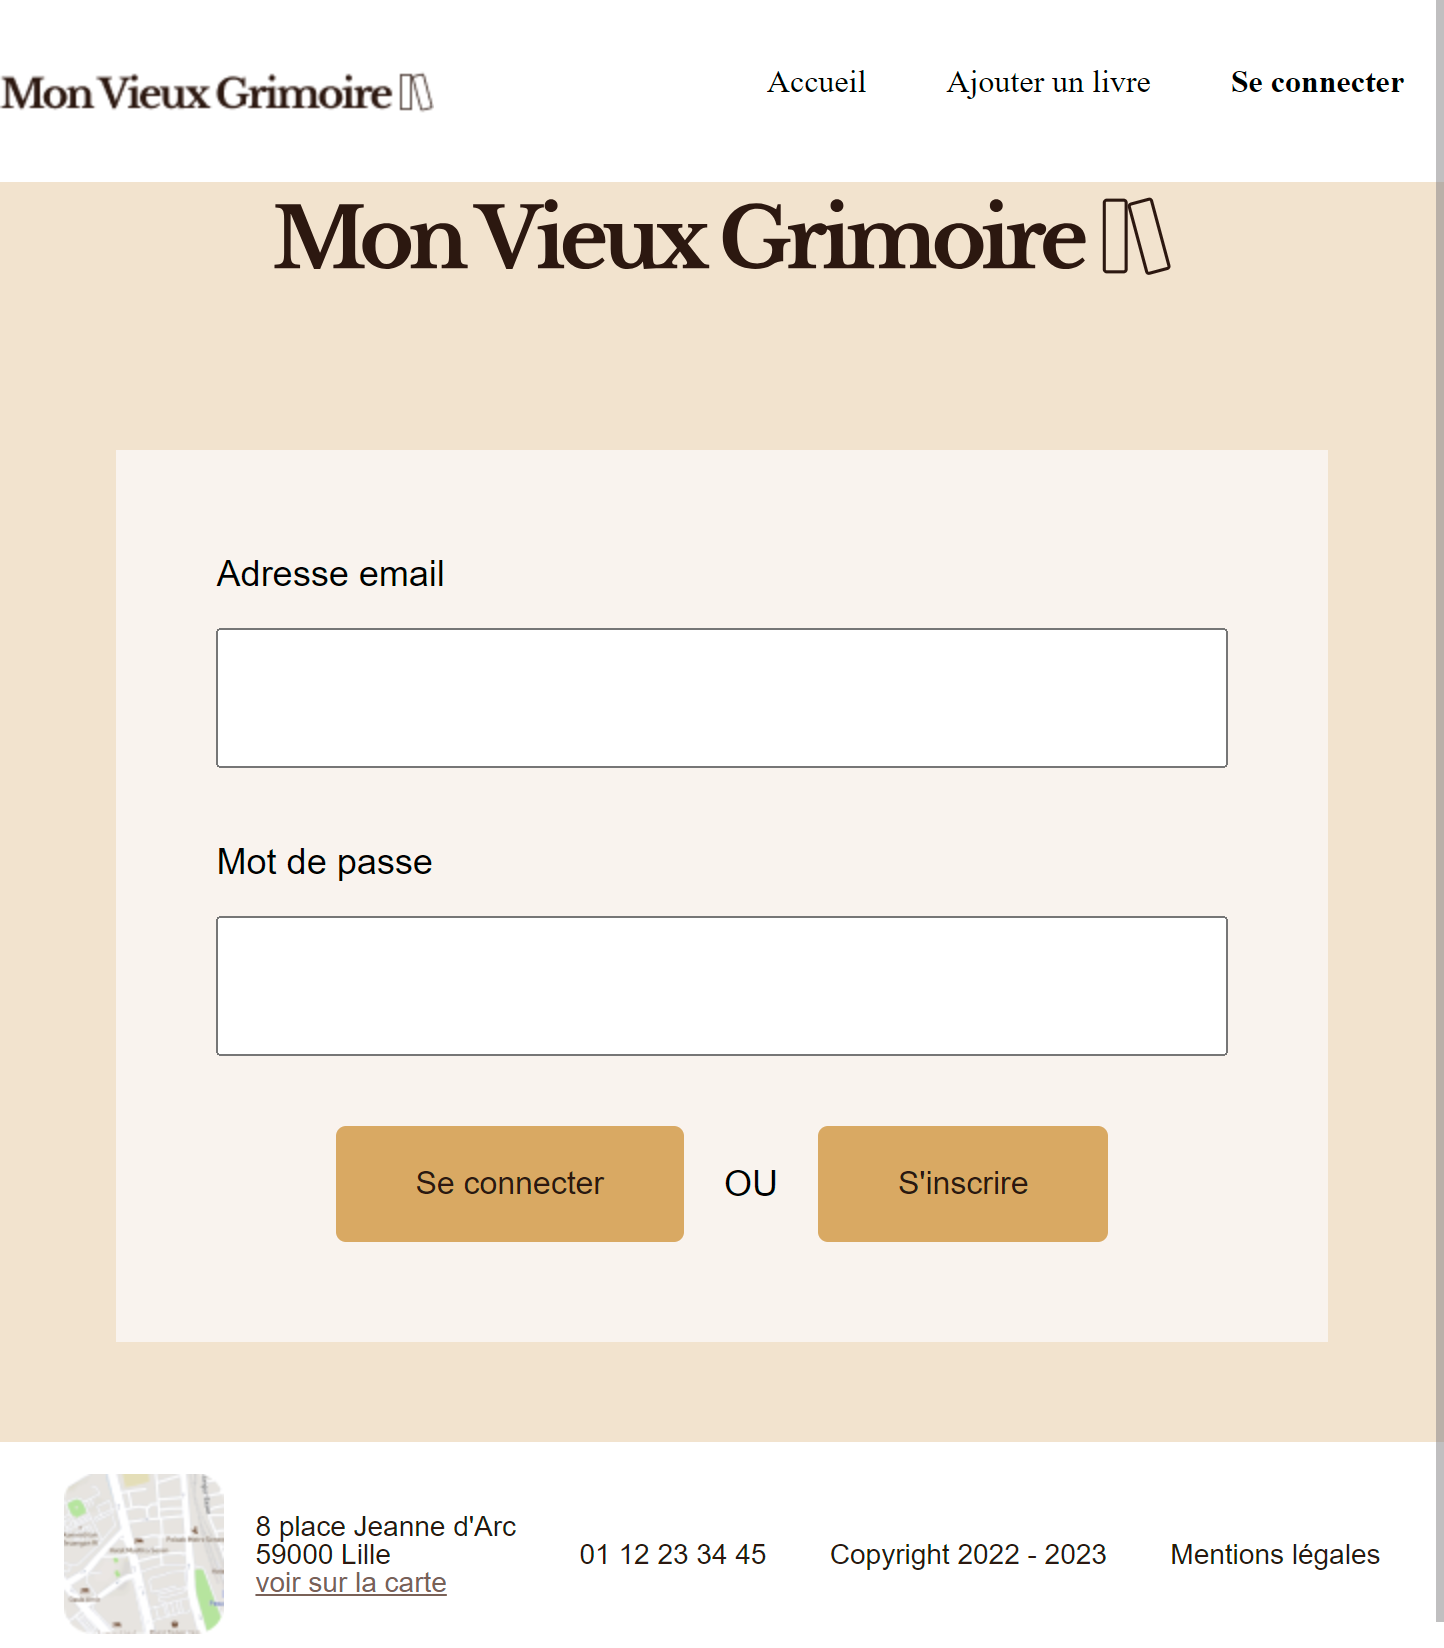 Mon Vieux Grimoire
Accueil
Ajouter un livre
Se connecter
Mon Vieux Grimoire
Adresse email
Mot de passe
Se connecter
OU
S'inscrire
8 place Jeanne d'Arc
59000 Lille
voir sur la carte
01 12 23 34 45
Copyright 2022 - 2023
Mentions légales